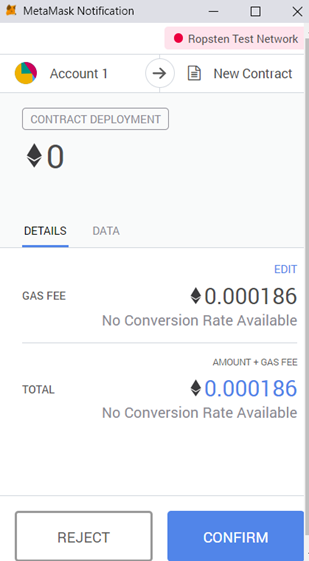 MetaMask Notification
Ropsten Test Network
Account 1
New Contract
CONTRACT DEPLOYMENT
0
DETAILS DATA
EDIT
GAS FEE 0.000186
No Conversion Rate Available
AMOUNT + GAS FEE
TOTAL 0.000186
No Conversion Rate Available
REJECT CONFIRM